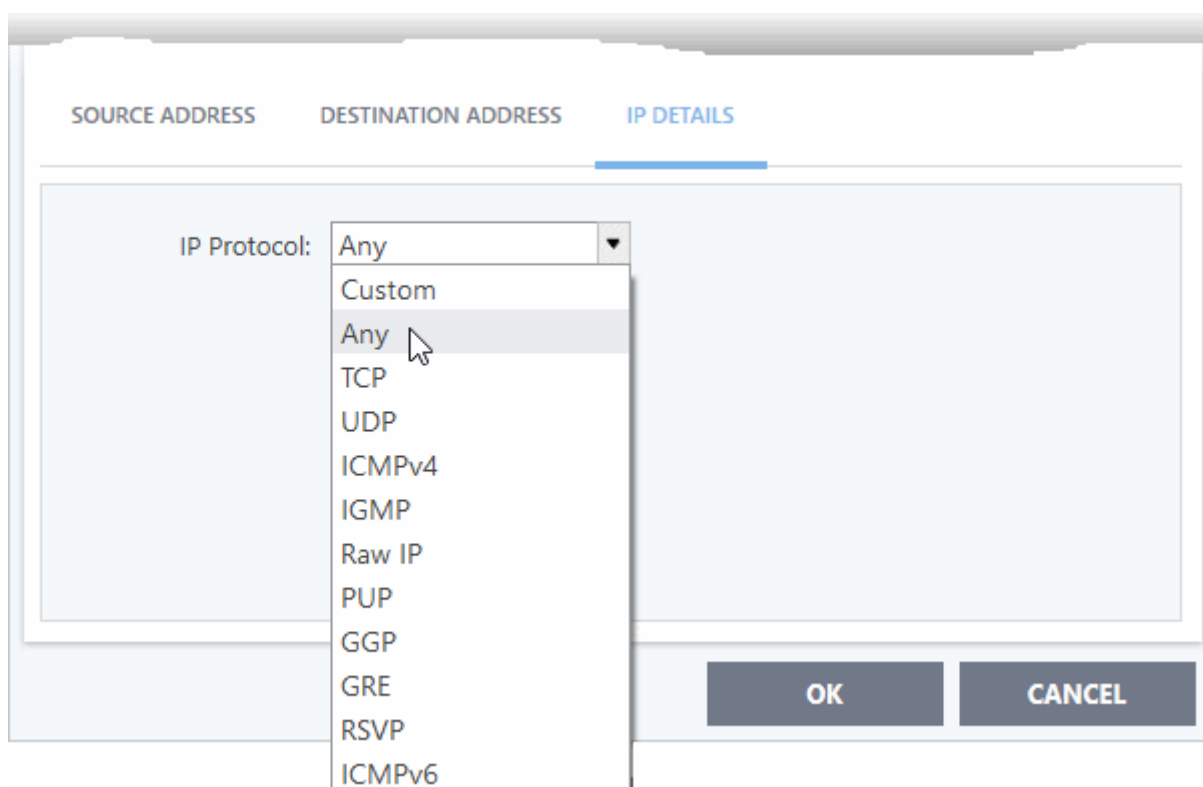 SOURCE ADDRESS DESTINATION ADDRESS IP DETAILS
IP Protocol: Any
Custom
Any
TCP
UDP
ICMPv4
IGMP
Raw IP
PUP
GGP
GRE
RSVP
ICMPv6
OK CANCEL